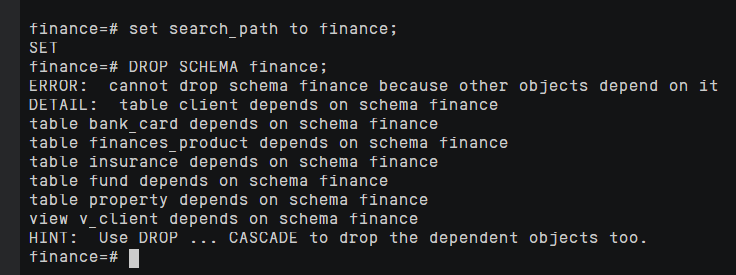 finance=# set search_path to finance;
SET
finance=# DROP SCHEMA finance;
ERROR:  cannot drop schema finance because other objects depend on it
DETAIL:  table client depends on schema finance
table bank_card depends on schema finance
table finances_product depends on schema finance
table insurance depends on schema finance
table fund depends on schema finance
table property depends on schema finance
view v_client depends on schema finance
HINT:  Use DROP ... CASCADE to drop the dependent objects too.
finance=#